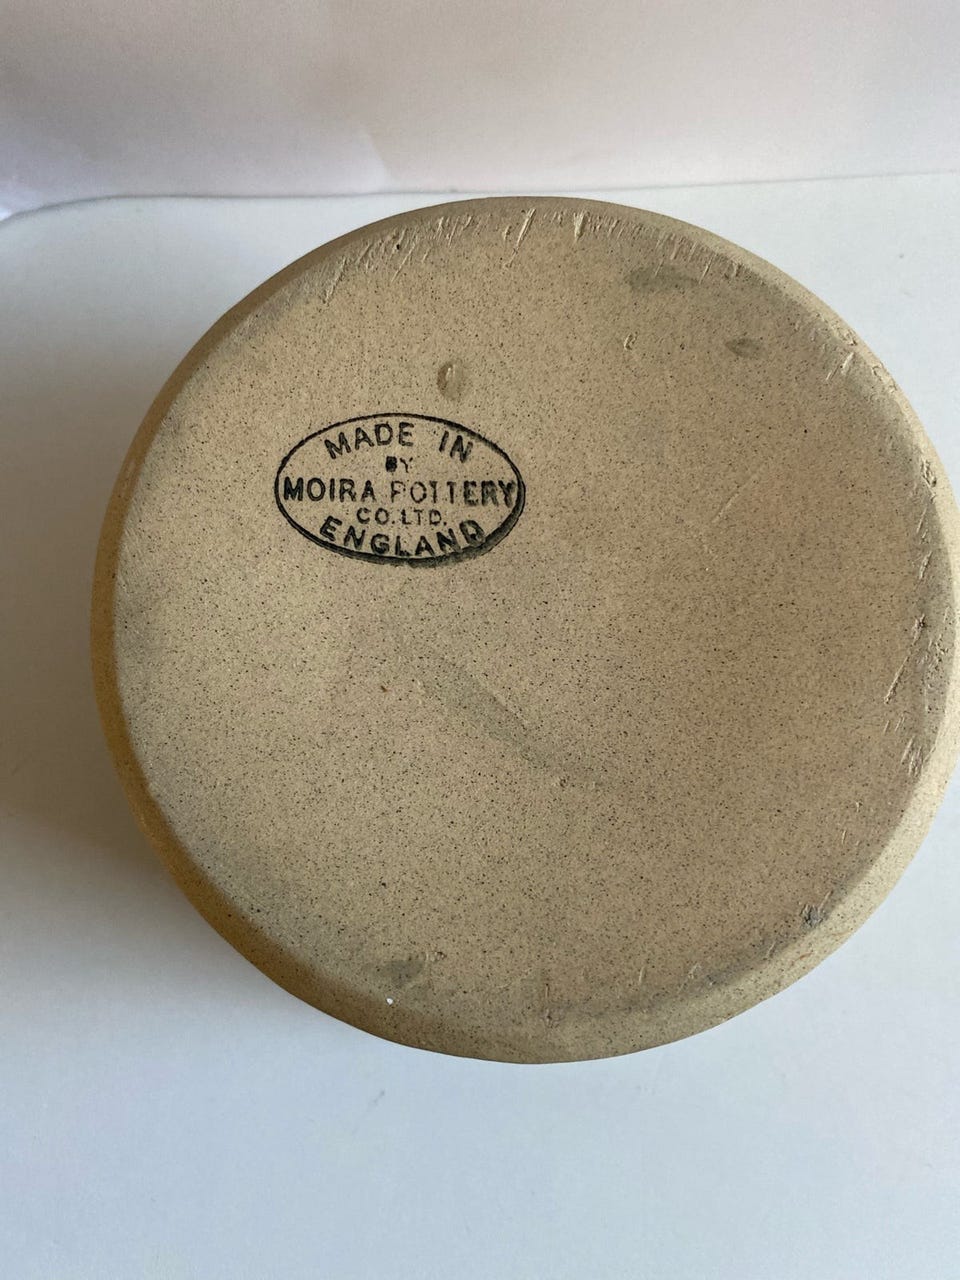 MADE IN
BY
MOIRA POTTERY
CO. LTD.
ENGLAND